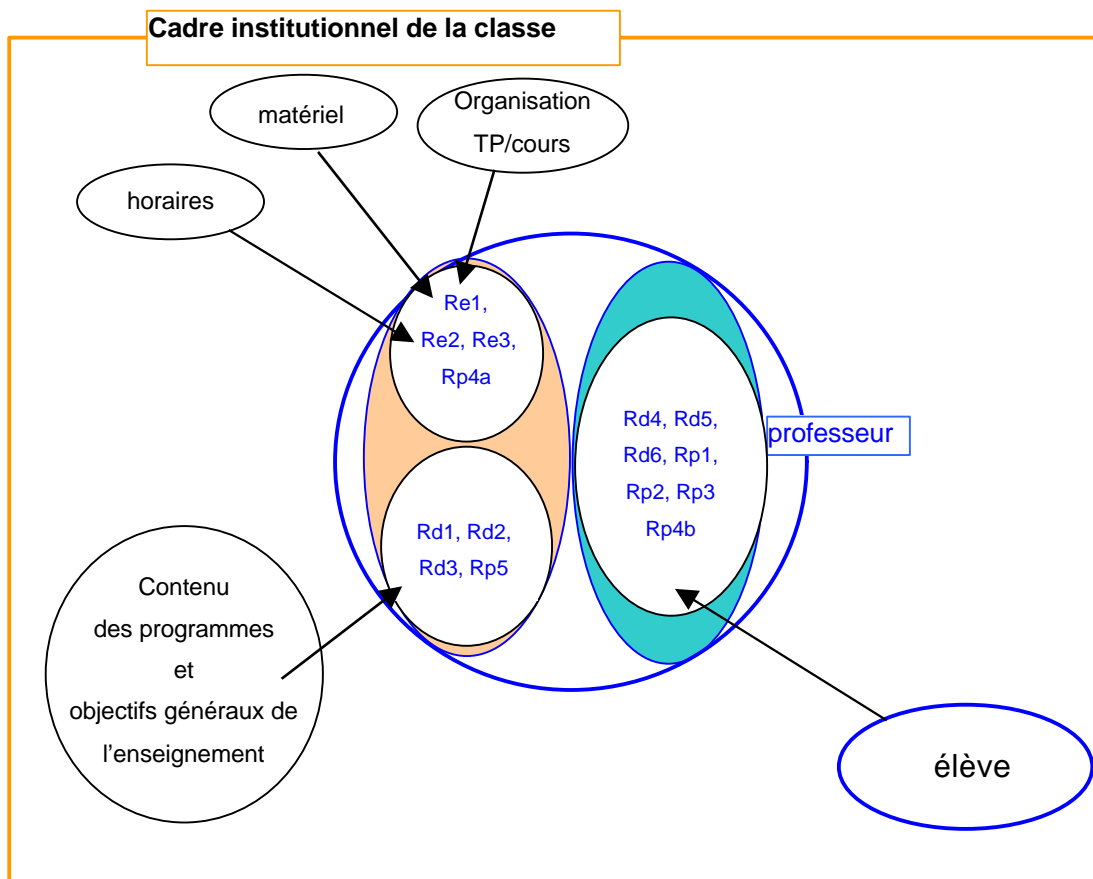 Cadre institutionnel de la classe
matériel
Organisation
TP/cours
horaires
Re1,
Re2, Re3,
Rp4a
Rd4, Rd5,
Rd6, Rp1,
Rp2, Rp3
Rp4b
professeur
Rd1, Rd2,
Rd3, Rp5
Contenu
des programmes
et
objectifs généraux de
l'enseignement
élève